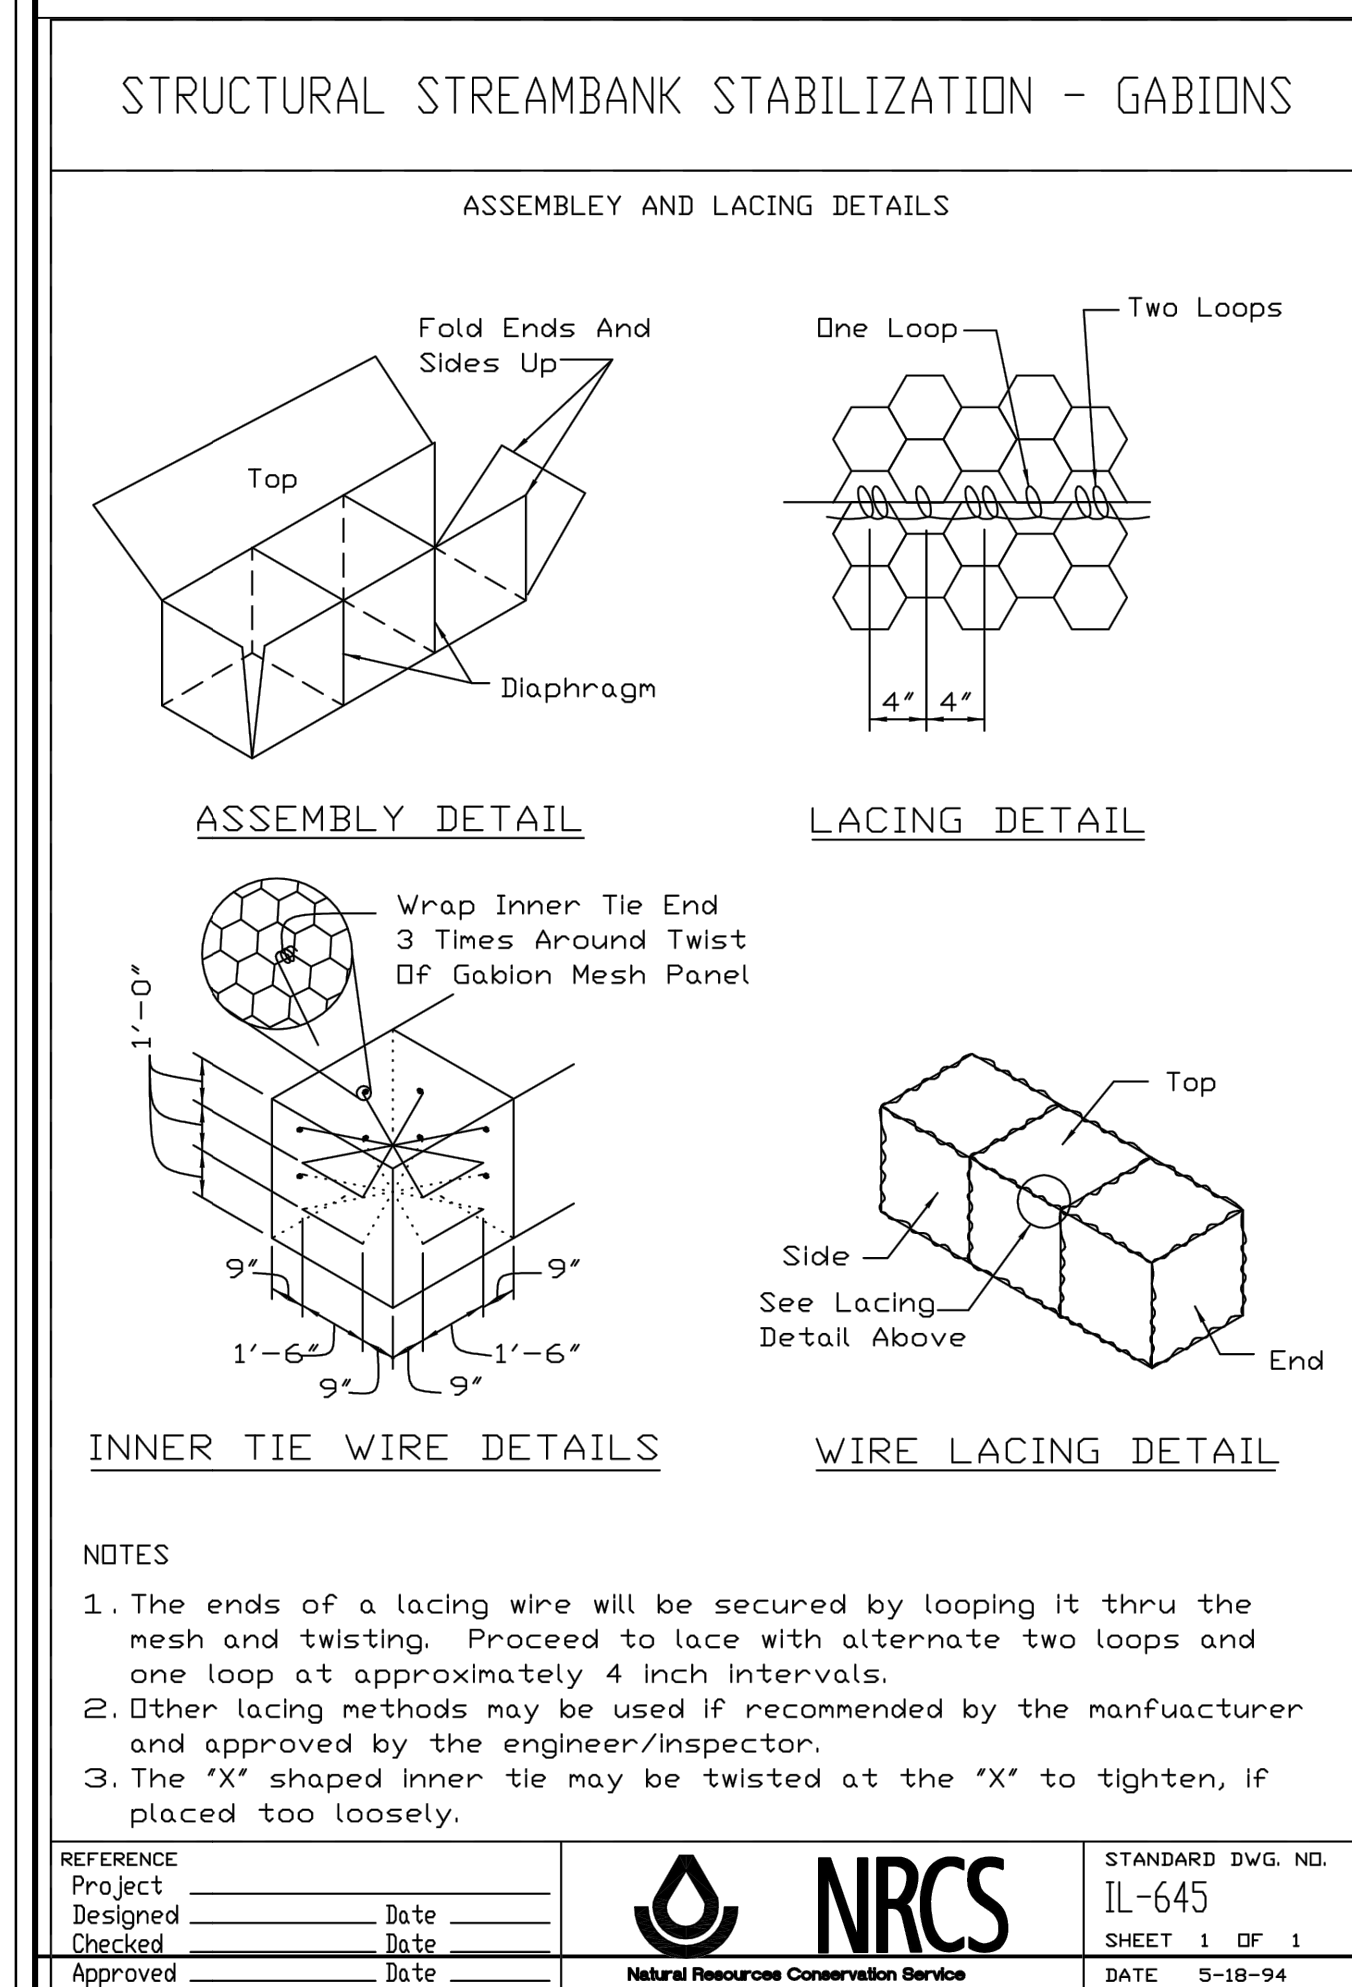 STRUCTURAL STREAMBANK STABILIZATION - GABIONS
ASSEMBLEY AND LACING DETAILS
Fold Ends And
Sides Up
Top
Diaphragm
ASSEMBLY DETAIL
One Loop
Two Loops
4"
4"
LACING DETAIL
Wrap Inner Tie End
3 Times Around Twist
Of Gabion Mesh Panel
1'-0"
9"
9"
1'-6"
1'-6"
9"
9"
INNER TIE WIRE DETAILS
Top
Side
See Lacing
Detail Above
End
WIRE LACING DETAIL
NOTES
1. The ends of a lacing wire will be secured by looping it thru the
mesh and twisting. Proceed to lace with alternate two loops and
one loop at approximately 4 inch intervals.
2. Other lacing methods may be used if recommended by the manfuacturer
and approved by the engineer/inspector.
3. The "X" shaped inner tie may be twisted at the "X" to tighten, if
placed too loosely.
REFERENCE
Project
Designed Date
Checked Date
Approved Date
NRCS
Natural Resources Conservation Service
STANDARD DWG. NO.
IL-645
SHEET 1 OF 1
DATE 5-18-94